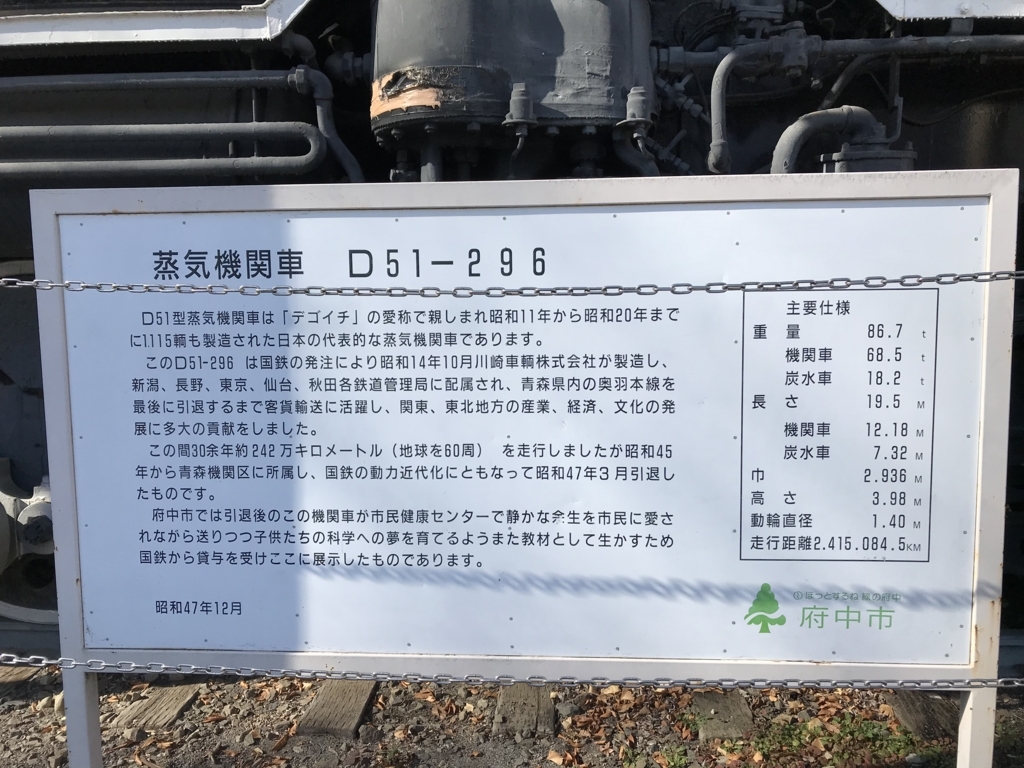 蒸気機関車 D51-296
D51型蒸気機関車は「デゴイチ」の愛称で親しまれ昭和11年から昭和20年まで
に1,115輌も製造された日本の代表的な蒸気機関車であります。
このD51-296 は国鉄の発注により昭和14年10月川崎車輌株式会社が製造し、
新潟、長野、東京、仙台、秋田各鉄道管理局に配属され、青森県内の奥羽本線を
最後に引退するまで客貨輸送に活躍し、関東、東北地方の産業、経済、文化の発
展に多大の貢献をしました。
この間30余年約242万キロメートル（地球を60周） を走行しましたが昭和45
年から青森機関区に所属し、国鉄の動力近代化にともなって昭和47年3月引退し
たものです。
府中市では引退後のこの機関車が市民健康センターで静かな余生を市民に愛さ
れながら送りつつ子供たちの科学への夢を育てるようまた教材として生かすため
国鉄から貸与を受けここに展示したものであります。
昭和47年12月
主要仕様
重量 86.7 t
機関車 68.5 t
炭水車 18.2 t
長さ 19.5 M
機関車 12.18 M
炭水車 7.32 M
巾 2.936 M
高さ 3.98 M
動輪直径 1.40 M
走行距離2.415.084.5KM
ほっとするね 緑の府中
府中市